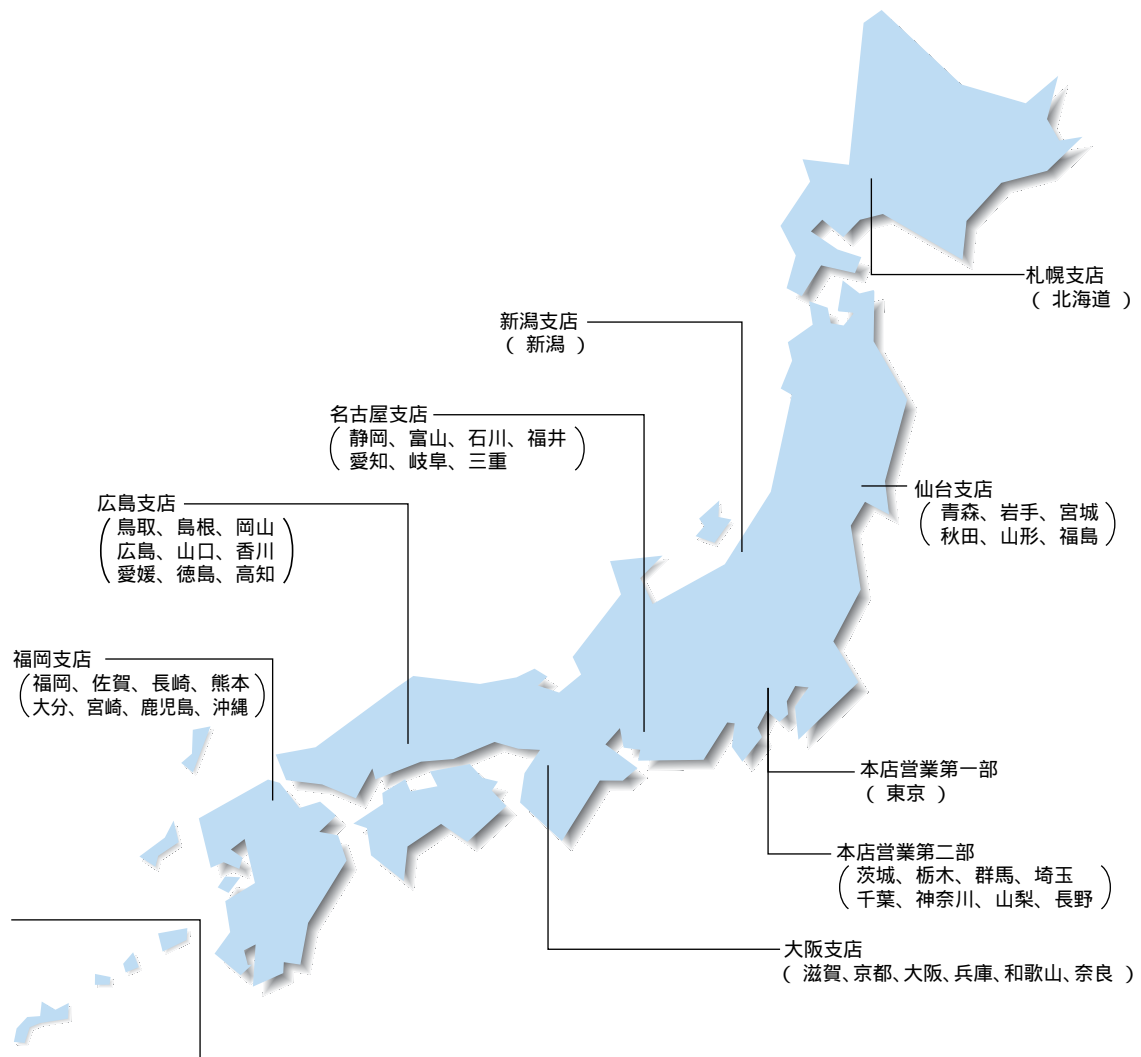 札幌支店
( 北海道 )
新潟支店
( 新潟 )
名古屋支店
静岡、富山、石川、福井
愛知、岐阜、三重
仙台支店
青森、岩手、宮城
秋田、山形、福島
広島支店
鳥取、島根、岡山
広島、山口、香川
愛媛、徳島、高知
福岡支店
福岡、佐賀、長崎、熊本
大分、宮崎、鹿児島、沖縄
本店営業第一部
( 東京 )
本店営業第二部
茨城、栃木、群馬、埼玉
千葉、神奈川、山梨、長野
大阪支店
( 滋賀、京都、大阪、兵庫、和歌山、奈良 )